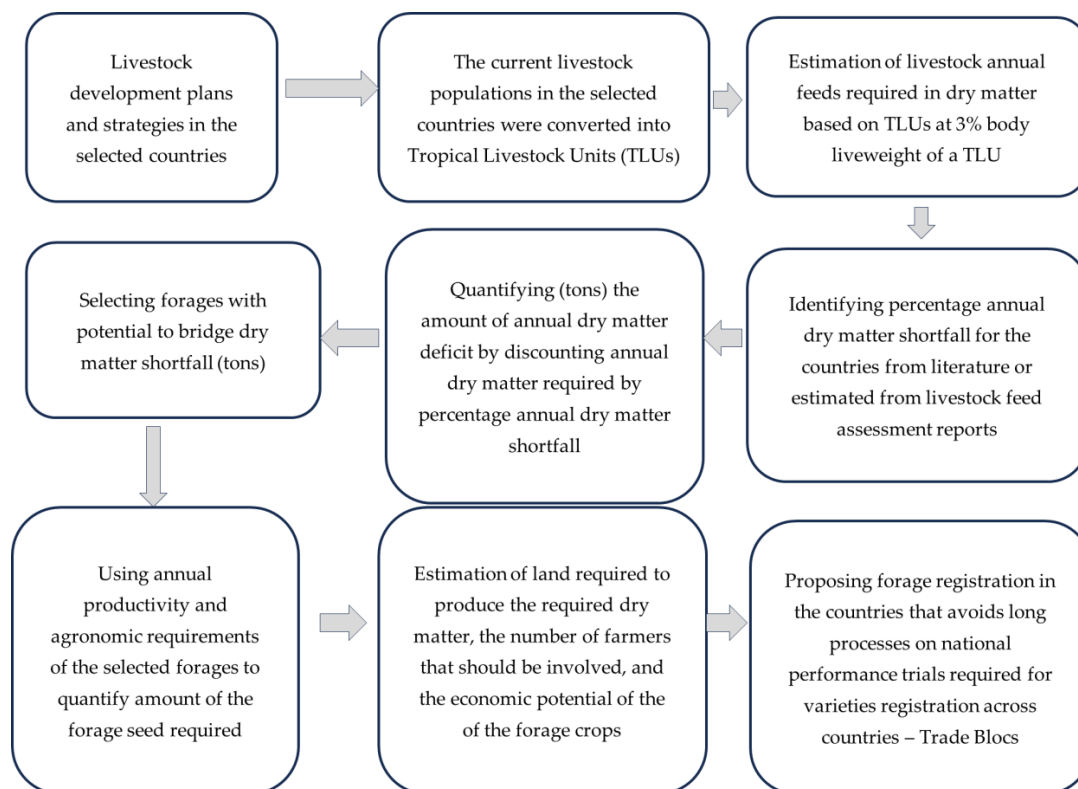 Livestock
development plans
and strategies in the
selected countries
The current livestock
populations in the selected
countries were converted into
Tropical Livestock Units (TLUs)
Estimation of livestock annual
feeds required in dry matter
based on TLUs at 3% body
liveweight of a TLU
Identifying percentage annual
dry matter shortfall for the
countries from literature or
estimated from livestock feed
assessment reports
Quantifying (tons) the
amount of annual dry matter
deficit by discounting annual
dry matter required by
percentage annual dry matter
shortfall
Selecting forages with
potential to bridge dry
matter shortfall (tons)
Using annual
productivity and
agronomic requirements
of the selected forages to
quantify amount of the
forage seed required
Estimation of land required to
produce the required dry
matter, the number of farmers
that should be involved, and
the economic potential of the
of the forage crops
Proposing forage registration in
the countries that avoids long
processes on national
performance trials required for
varieties registration across
countries – Trade Blocs